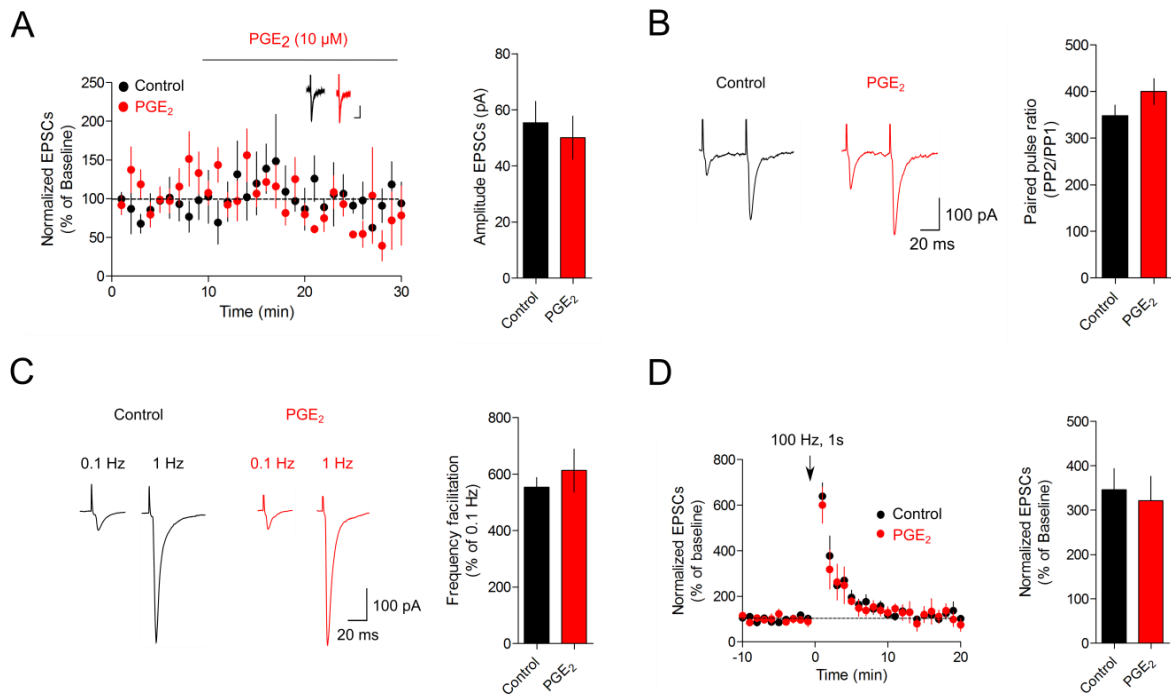 A
PGE2 (10 µM)
Control
PGE2
Normalized EPSCs
(% of Baseline)
250
200
150
100
50
0
0
10
20
30
Time (min)
Amplitude EPSCs (pA)
80
60
40
20
0
Control
PGE2
B
Control
PGE2
100 pA
20 ms
Paired pulse ratio
(PP2/PP1)
500
400
300
200
100
0
Control
PGE2
C
Control
PGE2
0.1 Hz
1 Hz
0.1 Hz
1 Hz
100 pA
20 ms
Frequency facilitation
(% of 0.1 Hz)
800
600
400
200
0
Control
PGE2
D
100 Hz, 1s
Control
PGE2
Normalized EPSCs
(% of baseline)
800
600
400
200
0
-10
0
10
20
Time (min)
Normalized EPSCs
(% of Baseline)
500
400
300
200
100
0
Control
PGE2